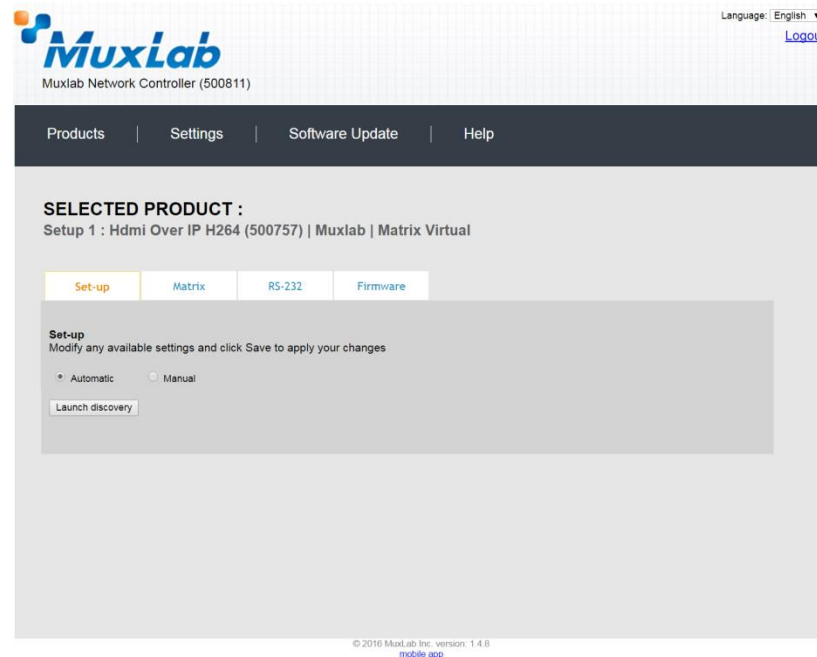 Language: English
Logou
MuxLab
Muxlab Network Controller (500811)
Products | Settings | Software Update | Help
SELECTED PRODUCT :
Setup 1 : Hdmi Over IP H264 (500757) | Muxlab | Matrix Virtual
Set-up Matrix RS-232 Firmware
Set-up
Modify any available settings and click Save to apply your changes
Automatic Manual
Launch discovery
© 2016 MuxLab Inc. version: 1.4.8
mobile app